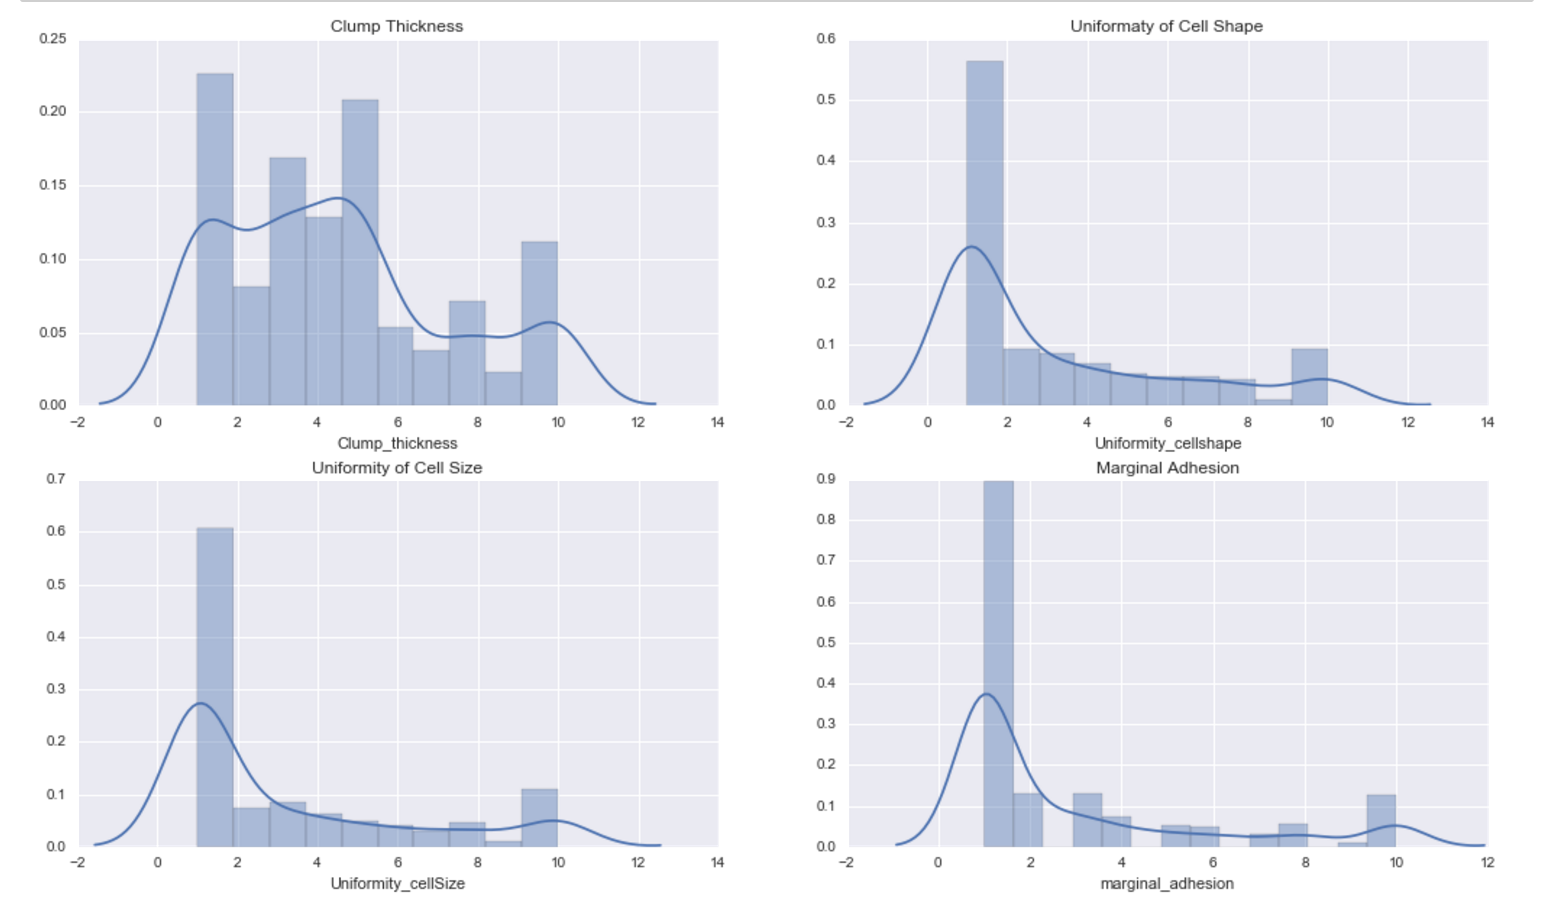 Clump Thickness
0.25
0.20
0.15
0.10
0.05
0.00
−2 0 2 4 6 8 10 12 14
Clump_thickness
Uniformaty of Cell Shape
0.6
0.5
0.4
0.3
0.2
0.1
0.0
−2 0 2 4 6 8 10 12 14
Uniformity_cellshape
Uniformity of Cell Size
0.7
0.6
0.5
0.4
0.3
0.2
0.1
0.0
−2 0 2 4 6 8 10 12 14
Uniformity_cellSize
Marginal Adhesion
0.9
0.8
0.7
0.6
0.5
0.4
0.3
0.2
0.1
0.0
−2 0 2 4 6 8 10 12
marginal_adhesion